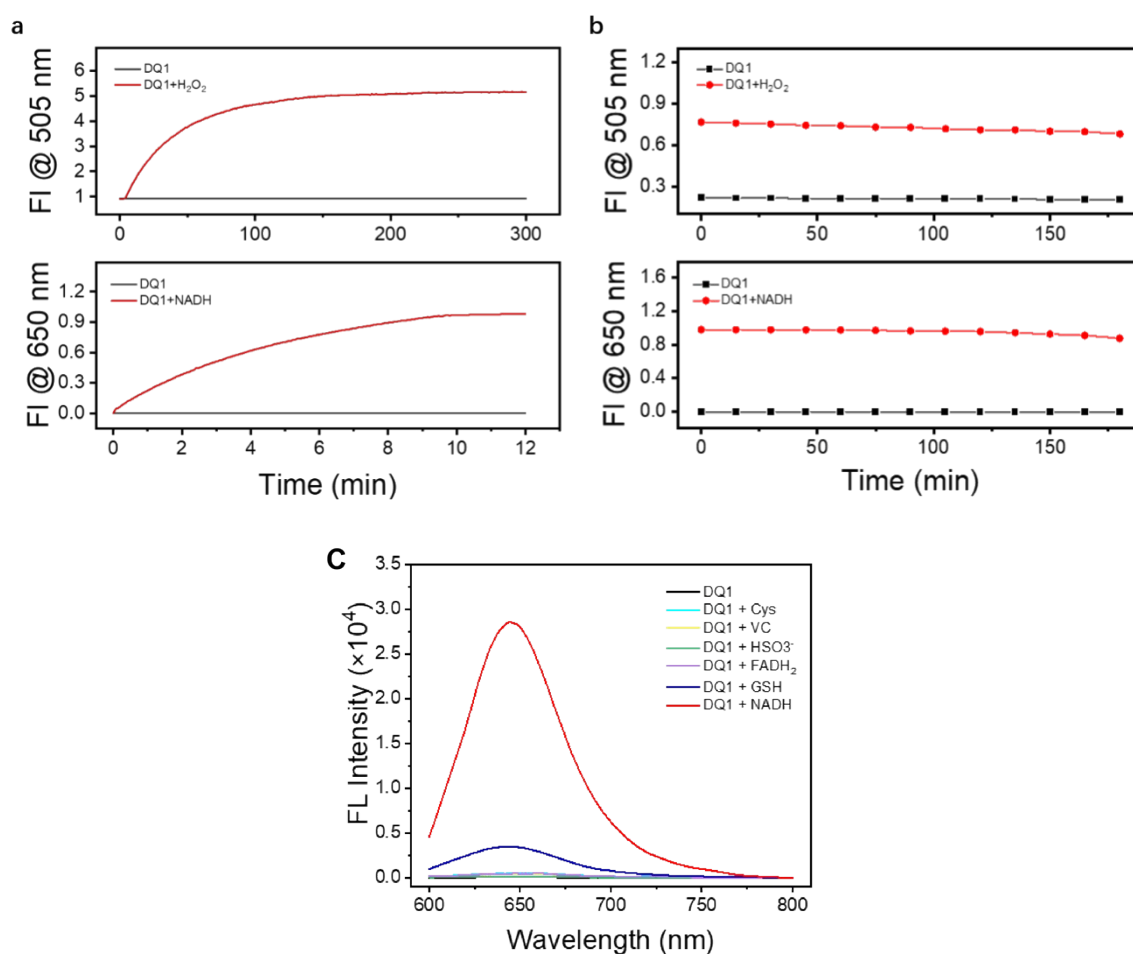 a
FI @ 505 nm
6
5
4
3
2
1
DQ1
DQ1+H₂O₂
0
100
200
300
FI @ 650 nm
1.2
0.9
0.6
0.3
0.0
DQ1
DQ1+NADH
0
2
4
6
8
10
12
Time (min)
b
FI @ 505 nm
1.2
0.9
0.6
0.3
DQ1
DQ1+H₂O₂
0
50
100
150
FI @ 650 nm
1.6
1.2
0.8
0.4
0.0
DQ1
DQ1+NADH
0
50
100
150
Time (min)
C
FL Intensity (×10⁴)
3.5
3.0
2.5
2.0
1.5
1.0
0.5
0.0
DQ1
DQ1 + Cys
DQ1 + VC
DQ1 + HSO3⁻
DQ1 + FADH₂
DQ1 + GSH
DQ1 + NADH
600
650
700
750
800
Wavelength (nm)